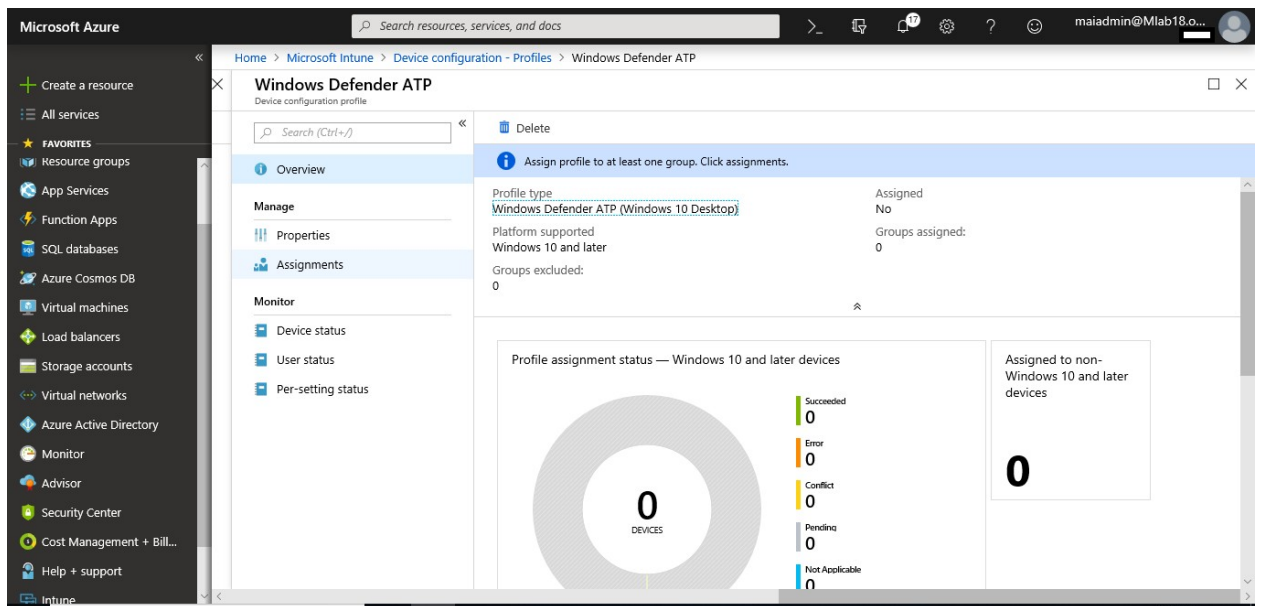 Microsoft Azure
Search resources, services, and docs
17
maiadmin@Mlab18.o...
Home > Microsoft Intune > Device configuration - Profiles > Windows Defender ATP
Create a resource
All services
FAVORITES
Resource groups
App Services
Function Apps
SQL databases
Azure Cosmos DB
Virtual machines
Load balancers
Storage accounts
Virtual networks
Azure Active Directory
Monitor
Advisor
Security Center
Cost Management + Bill...
Help + support
Intune
Windows Defender ATP
Device configuration profile
Search (Ctrl+/)
Overview
Manage
Properties
Assignments
Monitor
Device status
User status
Per-setting status
Delete
Assign profile to at least one group. Click assignments.
Profile type
Windows Defender ATP (Windows 10 Desktop)
Platform supported
Windows 10 and later
Groups excluded:
0
Assigned
No
Groups assigned:
0
Profile assignment status — Windows 10 and later devices
0
DEVICES
Succeeded
0
Error
0
Conflict
0
Pending
0
Not Applicable
0
Assigned to non-
Windows 10 and later
devices
0